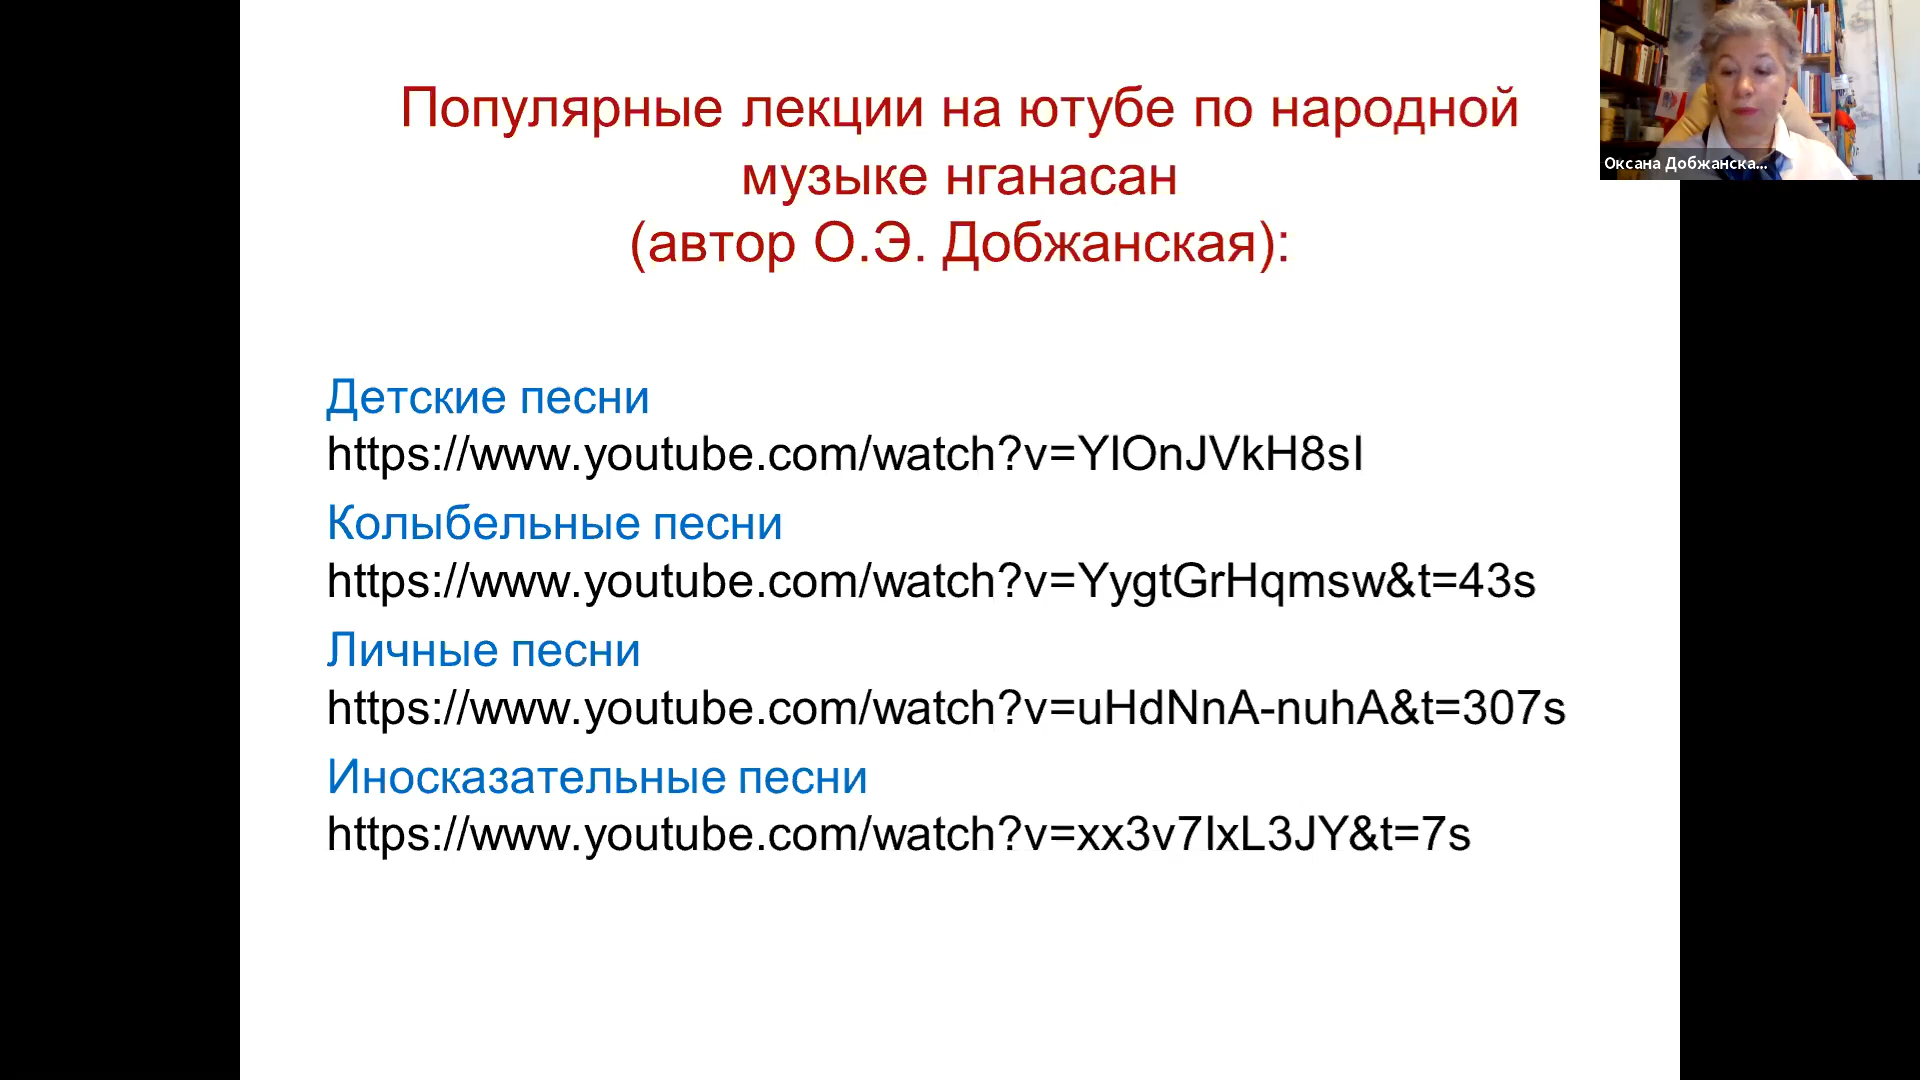 Популярные лекции на ютубе по народной
музыке нганасан
(автор О.Э. Добжанская):
Оксана Добжанска...
Детские песни
https://www.youtube.com/watch?v=YlOnJVkH8sI
Колыбельные песни
https://www.youtube.com/watch?v=YygtGrHqmsw&t=43s
Личные песни
https://www.youtube.com/watch?v=uHdNnA-nuhA&t=307s
Иносказательные песни
https://www.youtube.com/watch?v=xx3v7IxL3JY&t=7s